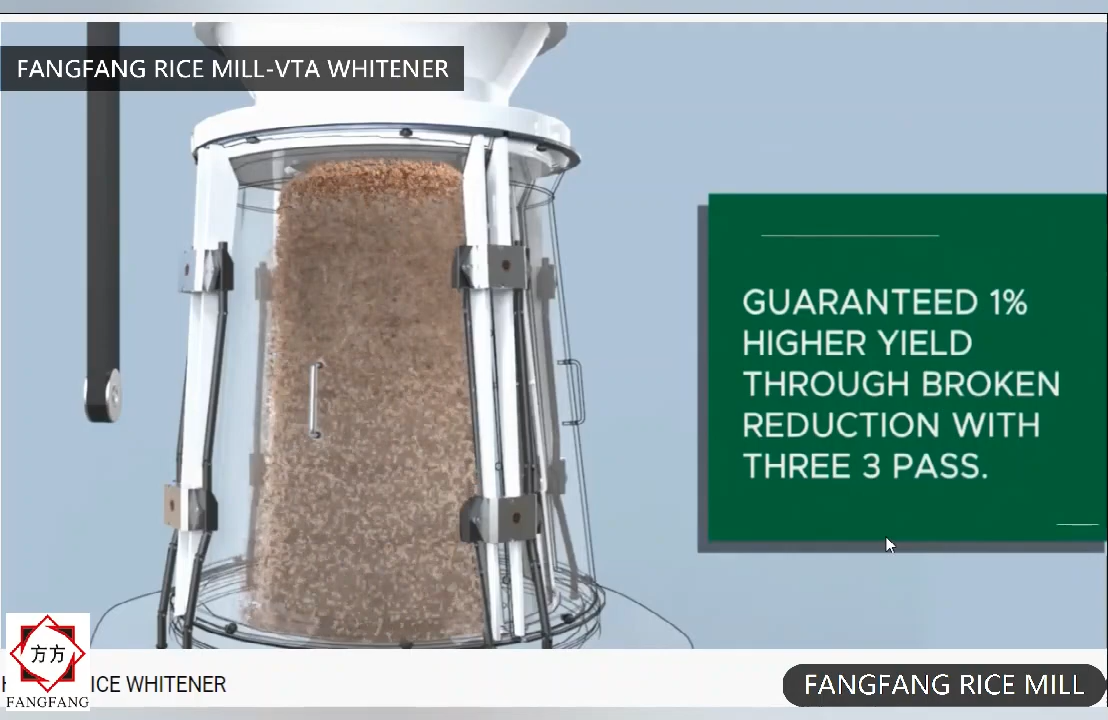 FANGFANG RICE MILL-VTA WHITENER
GUARANTEED 1%
HIGHER YIELD
THROUGH BROKEN
REDUCTION WITH
THREE 3 PASS.
方方
FANGFANG
ICE WHITENER
FANGFANG RICE MILL